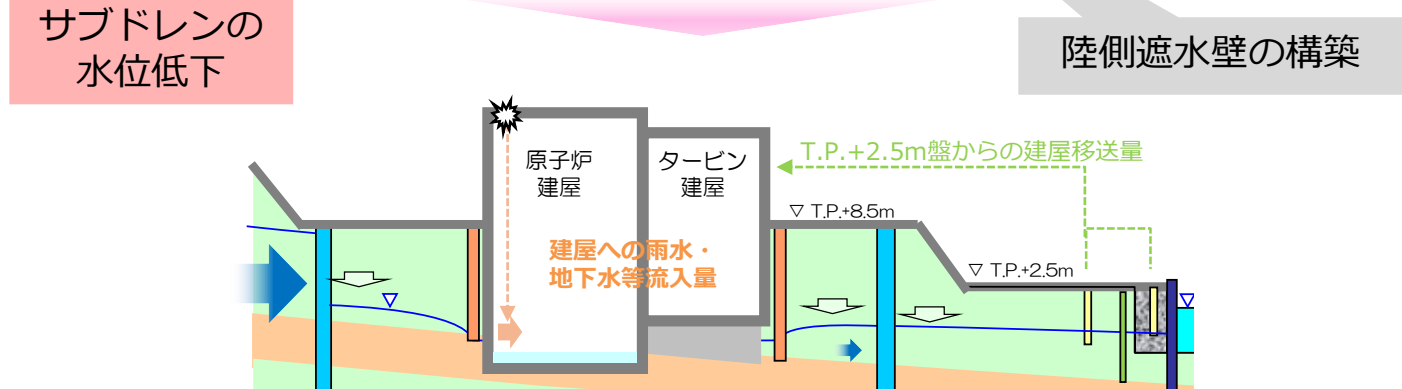 サブドレンの
水位低下
陸側遮水壁の構築
原子炉
建屋
タービン
建屋
T.P.+2.5m盤からの建屋移送量
▽ T.P.+8.5m
建屋への雨水・
地下水等流入量
▽ T.P.+2.5m